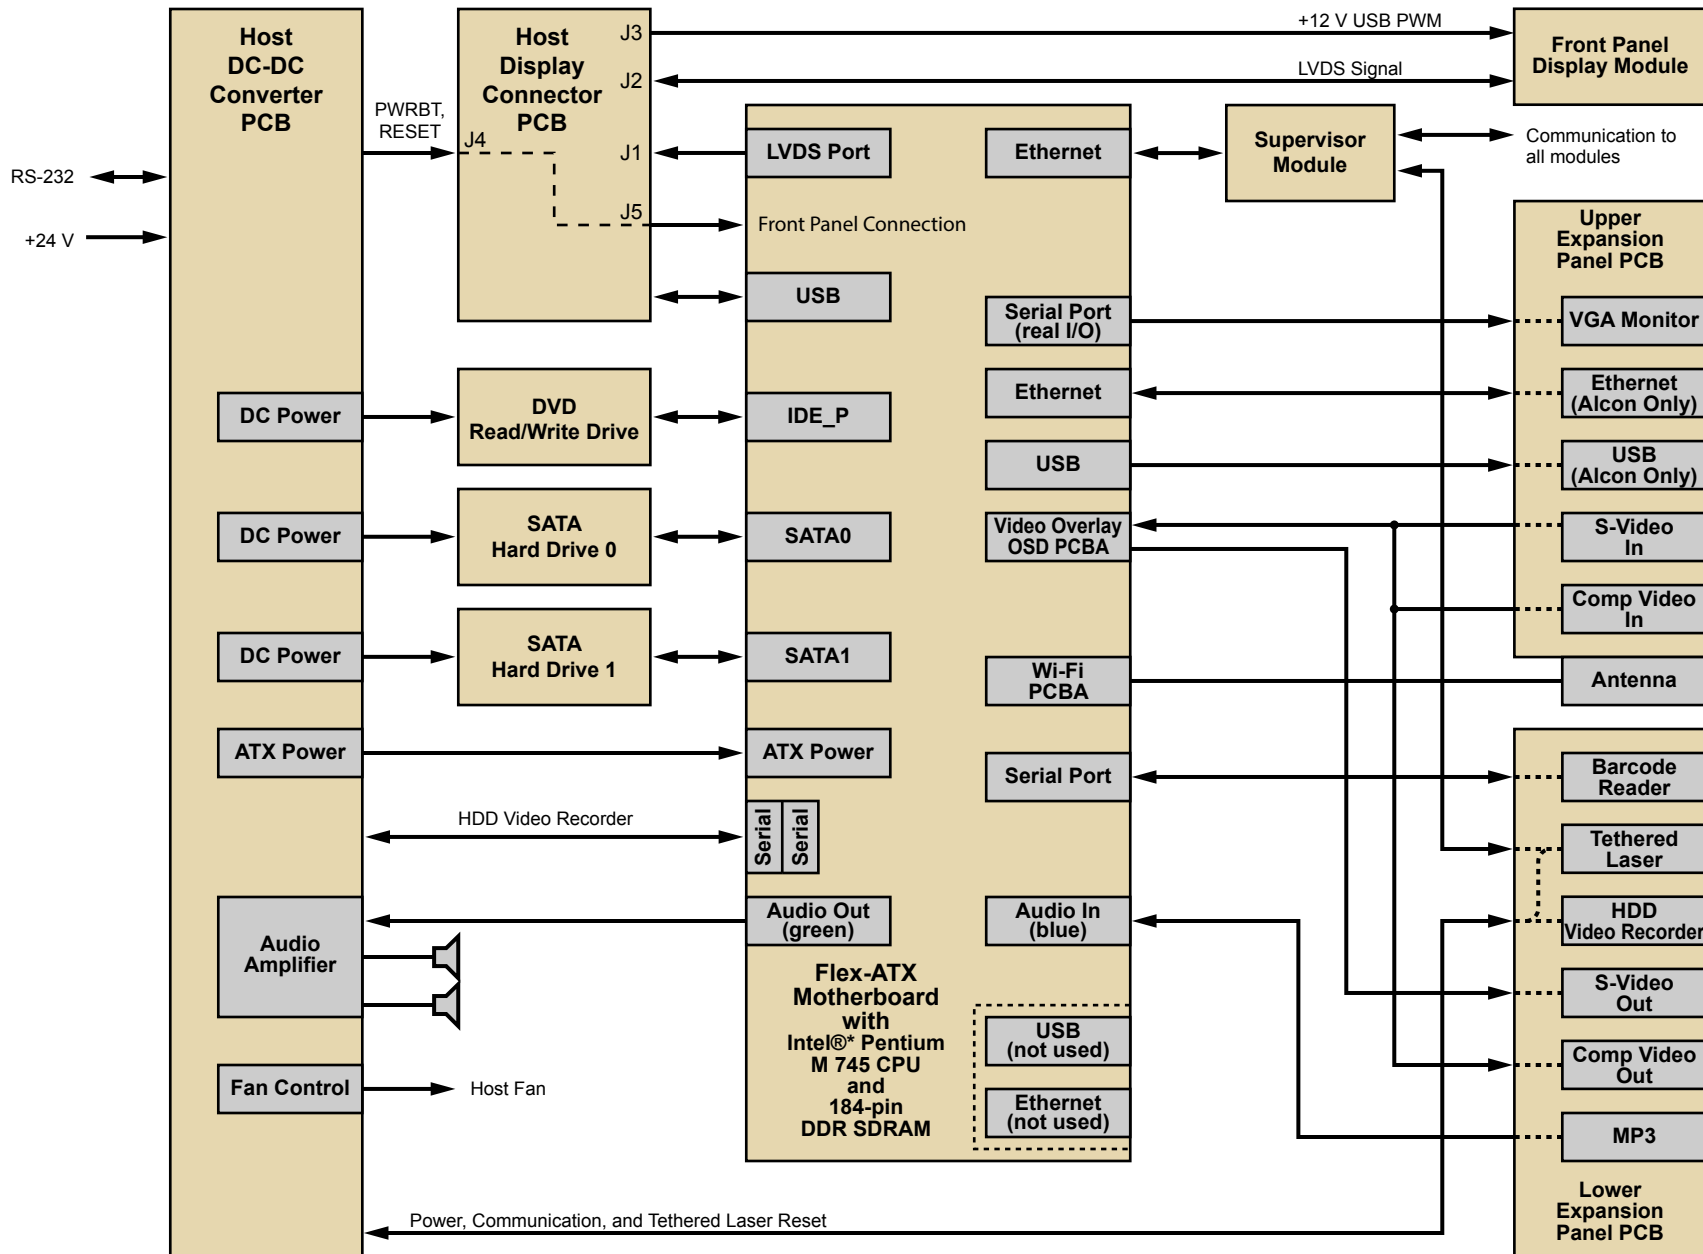 Host
DC-DC
Converter
PCB
RS-232
+24 V
PWRBT,
RESET
Host
Display
Connector
PCB
J3
J2
J4
J1
J5
+12 V USB PWM
LVDS Signal
Front Panel
Display Module
LVDS Port
Ethernet
Supervisor
Module
Communication to
all modules
Front Panel Connection
USB
Serial Port
(real I/O)
Ethernet
USB
Video Overlay
OSD PCBA
Wi-Fi
PCBA
Serial Port
Upper
Expansion
Panel PCB
VGA Monitor
Ethernet
(Alcon Only)
USB
(Alcon Only)
S-Video
In
Comp Video
In
Antenna
DC Power
DVD
Read/Write Drive
IDE_P
DC Power
SATA
Hard Drive 0
SATA0
DC Power
SATA
Hard Drive 1
SATA1
ATX Power
ATX Power
HDD Video Recorder
Serial
Serial
Audio
Amplifier
Audio Out
(green)
Audio In
(blue)
Flex-ATX
Motherboard
with
Intel®* Pentium
M 745 CPU
and
184-pin
DDR SDRAM
USB
(not used)
Ethernet
(not used)
Fan Control
Host Fan
Barcode
Reader
Tethered
Laser
HDD
Video Recorder
S-Video
Out
Comp Video
Out
MP3
Lower
Expansion
Panel PCB
Power, Communication, and Tethered Laser Reset